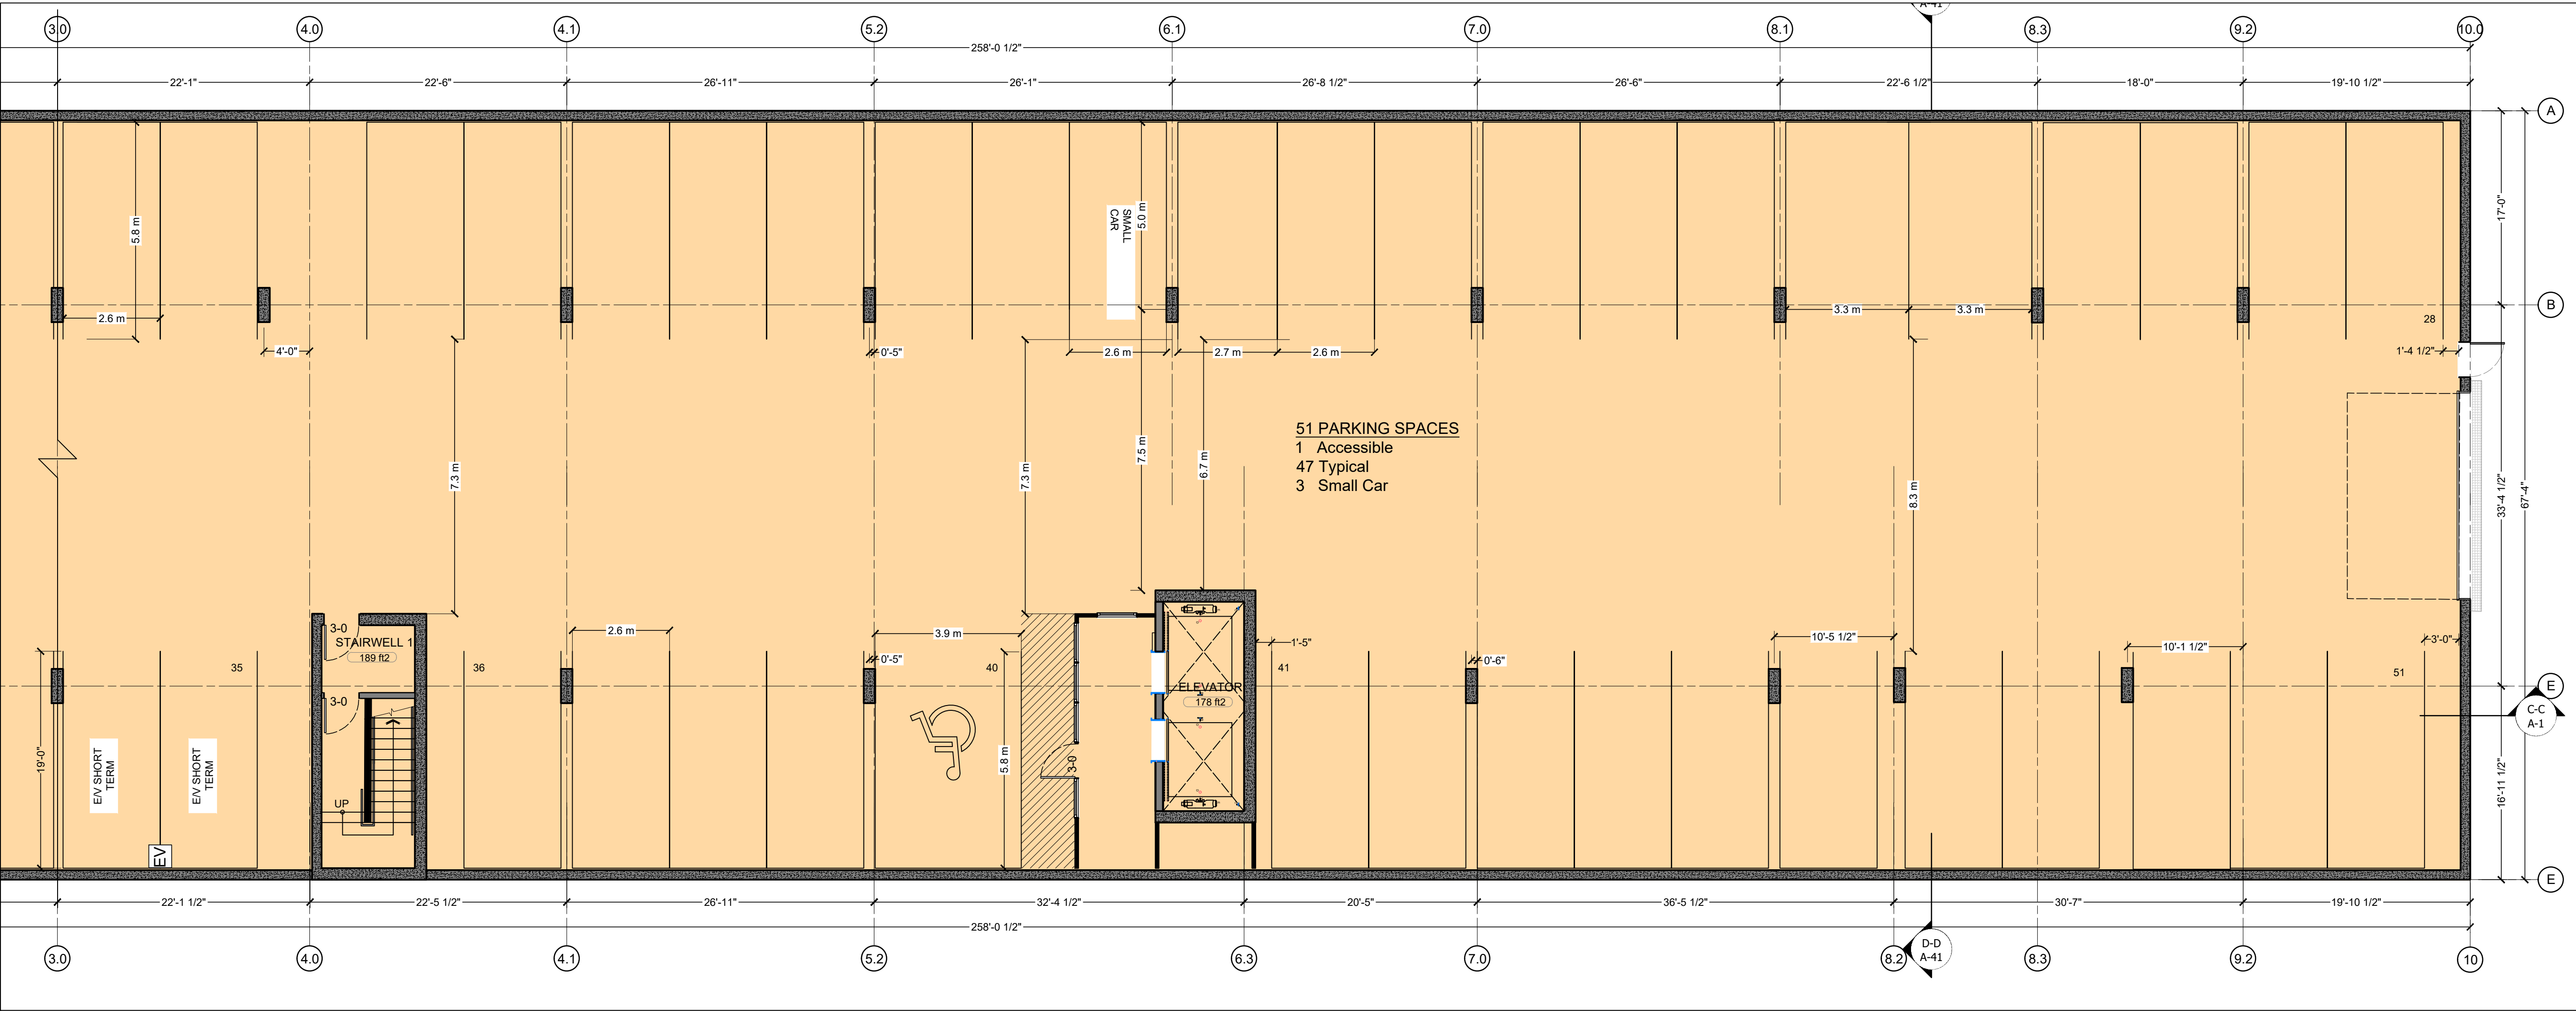 A-41
3.0 4.0 4.1 5.2 6.1 7.0 8.1 8.3 9.2 10.0
258'-0 1/2"
22'-1" 22'-6" 26'-11" 26'-1" 26'-8 1/2" 26'-6" 22'-6 1/2" 18'-0" 19'-10 1/2"
A
5.8 m
SMALL
CAR
5.0 m
17'-0"
B
2.6 m
3.3 m 3.3 m
28
4'-0" 0'-5" 2.6 m 2.7 m 2.6 m 1'-4 1/2"
51 PARKING SPACES
1 Accessible
47 Typical
3 Small Car
7.3 m 7.3 m 7.5 m 6.7 m 8.3 m 33'-4 1/2" 67'-4"
3-0
STAIRWELL 1
189 ft2
2.6 m 3.9 m 1'-5" 10'-5 1/2" 10'-1 1/2" 3'-0"
35 36 0'-5" 40 41 0'-6" 51
ELEVATOR
178 ft2
E
3-0
C-C
A-1
19'-0"
E/V SHORT
TERM
E/V SHORT
TERM
5.8 m
3-0
16'-11 1/2"
UP
EV
E
22'-1 1/2" 22'-5 1/2" 26'-11" 32'-4 1/2" 20'-5" 36'-5 1/2" 30'-7" 19'-10 1/2"
258'-0 1/2"
D-D
A-41
3.0 4.0 4.1 5.2 6.3 7.0 8.2 8.3 9.2 10